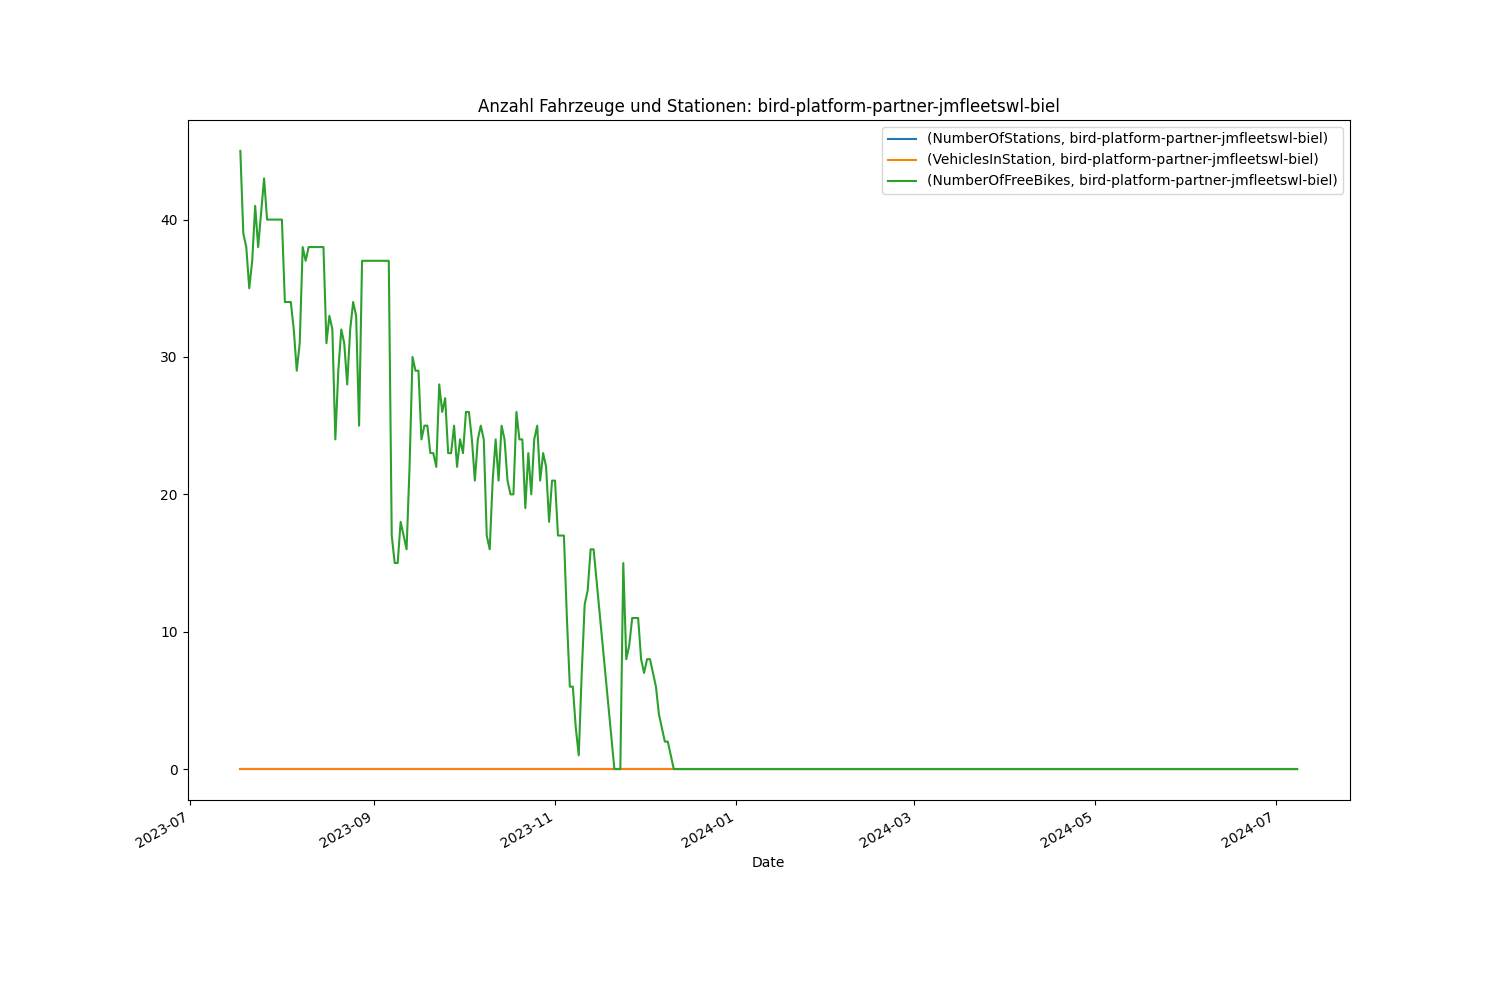 Anzahl Fahrzeuge und Stationen: bird-platform-partner-jmfleetswl-biel
(NumberOfStations, bird-platform-partner-jmfleetswl-biel)
(VehiclesInStation, bird-platform-partner-jmfleetswl-biel)
(NumberOfFreeBikes, bird-platform-partner-jmfleetswl-biel)
40
30
20
10
0
2023-07
2023-09
2023-11
2024-01
2024-03
2024-05
2024-07
Date